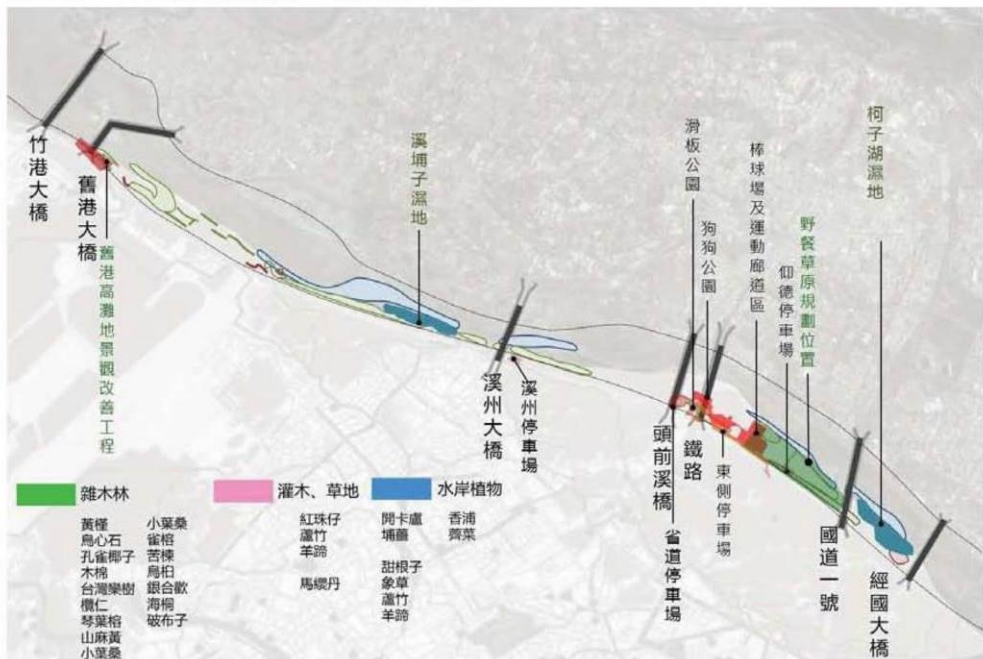 竹港大橋
舊港大橋
舊港高灘地景觀改善工程
溪埔子濕地
溪州大橋
溪州停車場
滑板公園
狗狗公園
棒球場及運動廊道區
仰德停車場
野餐草原規劃位置
柯子湖濕地
頭前溪橋
鐵路
東側停車場
省道停車場
國道一號
經國大橋
雜木林
黃槿
烏心石
孔雀椰子
木棉
台灣欒樹
欖仁
琴葉榕
山麻黃
小葉桑
小葉桑
雀榕
苦楝
烏桕
銀合歡
海桐
破布子
灌木、草地
紅珠仔
蘆竹
羊蹄
馬纓丹
水岸植物
開卡蘆
埔薑
甜根子
象草
蘆竹
羊蹄
香蒲
薺菜